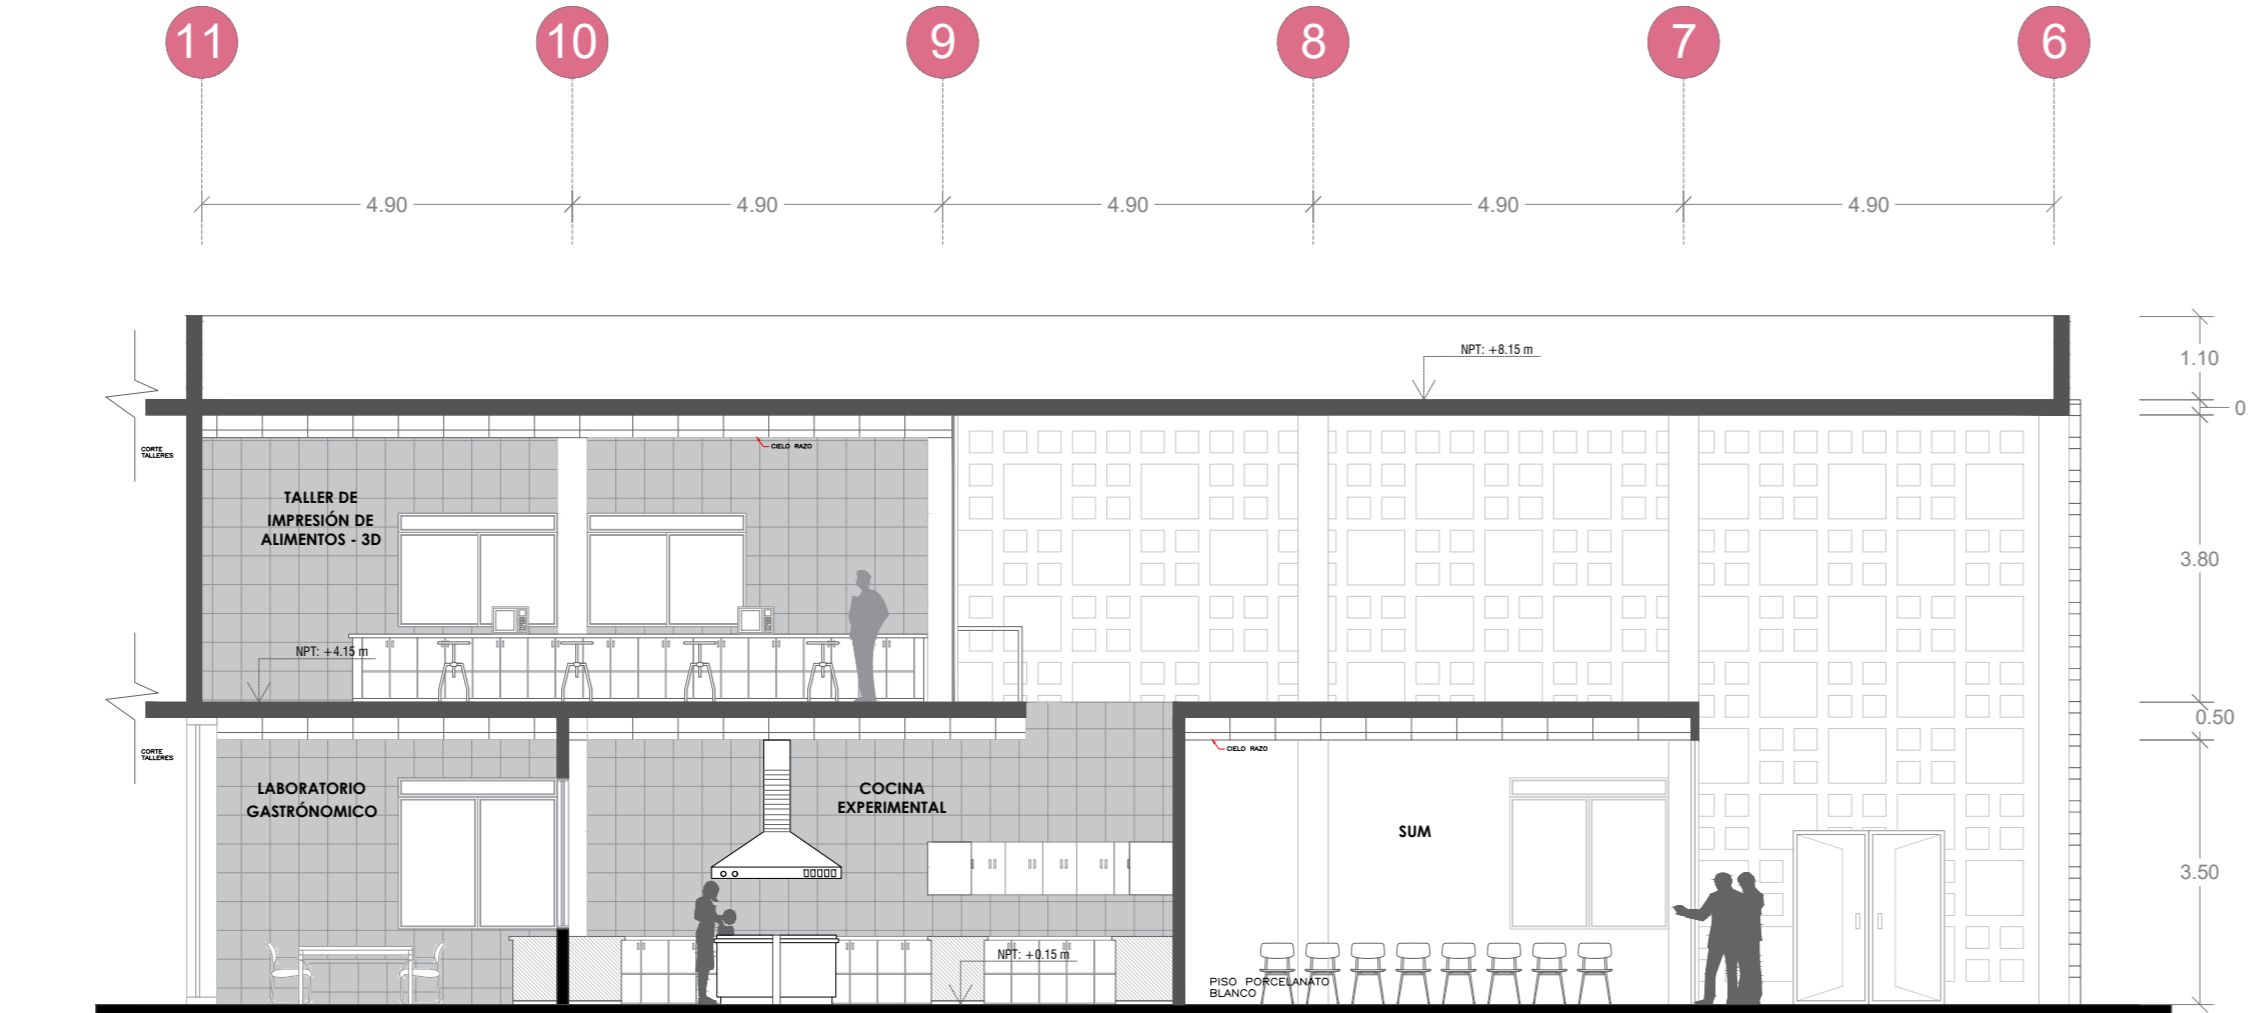 11 10 9 8 7 6
4.90 4.90 4.90 4.90 4.90
NPT: +8.15 m
1.10
0.
CORTE
TALLERES
CIELO RAZO
TALLER DE
IMPRESIÓN DE
ALIMENTOS - 3D
3.80
NPT: +4.15 m
0.50
CORTE
TALLERES
CIELO RAZO
LABORATORIO
GASTRÓNOMICO
COCINA
EXPERIMENTAL
SUM
3.50
NPT: +0.15 m
PISO PORCELANATO
BLANCO